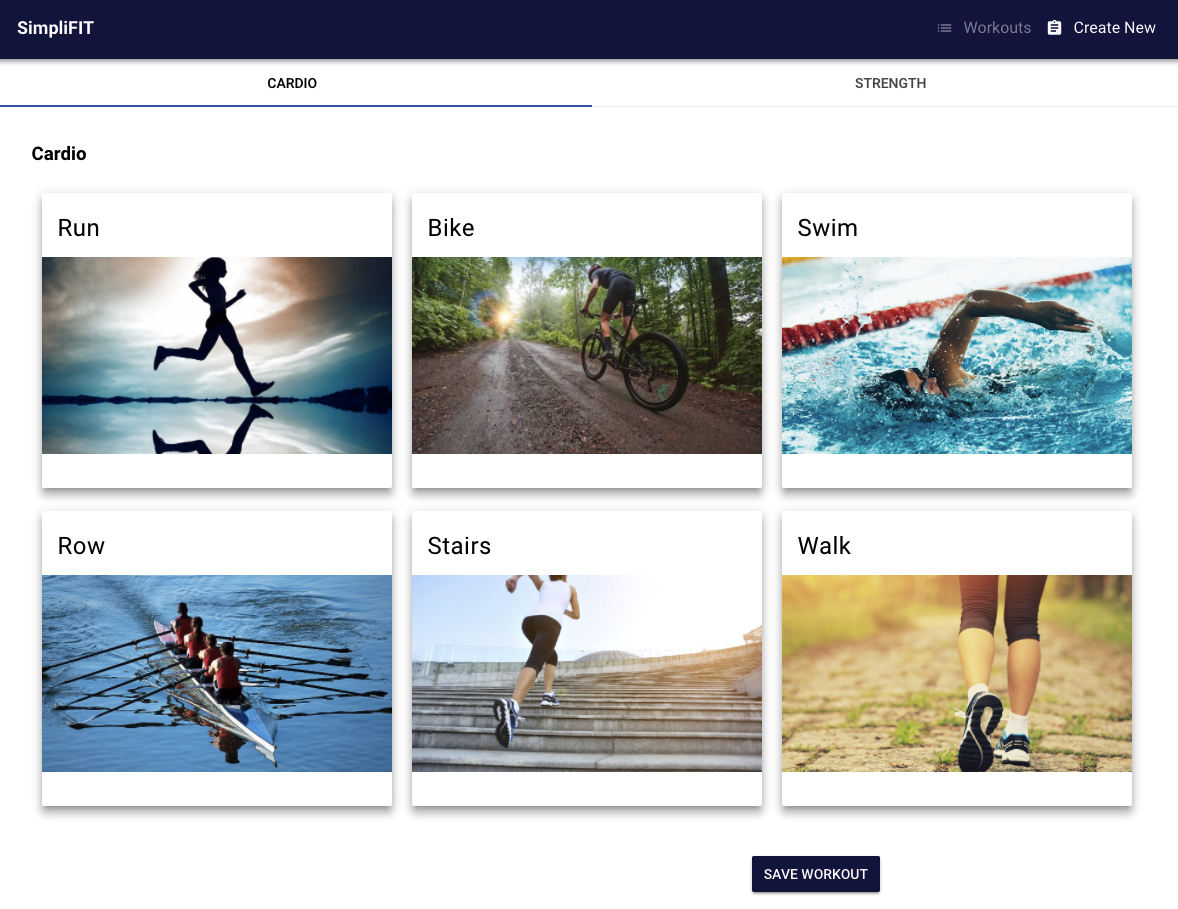 SimpliFIT
Workouts
Create New
CARDIO
STRENGTH
Cardio
Run
Bike
Swim
Row
Stairs
Walk
SAVE WORKOUT